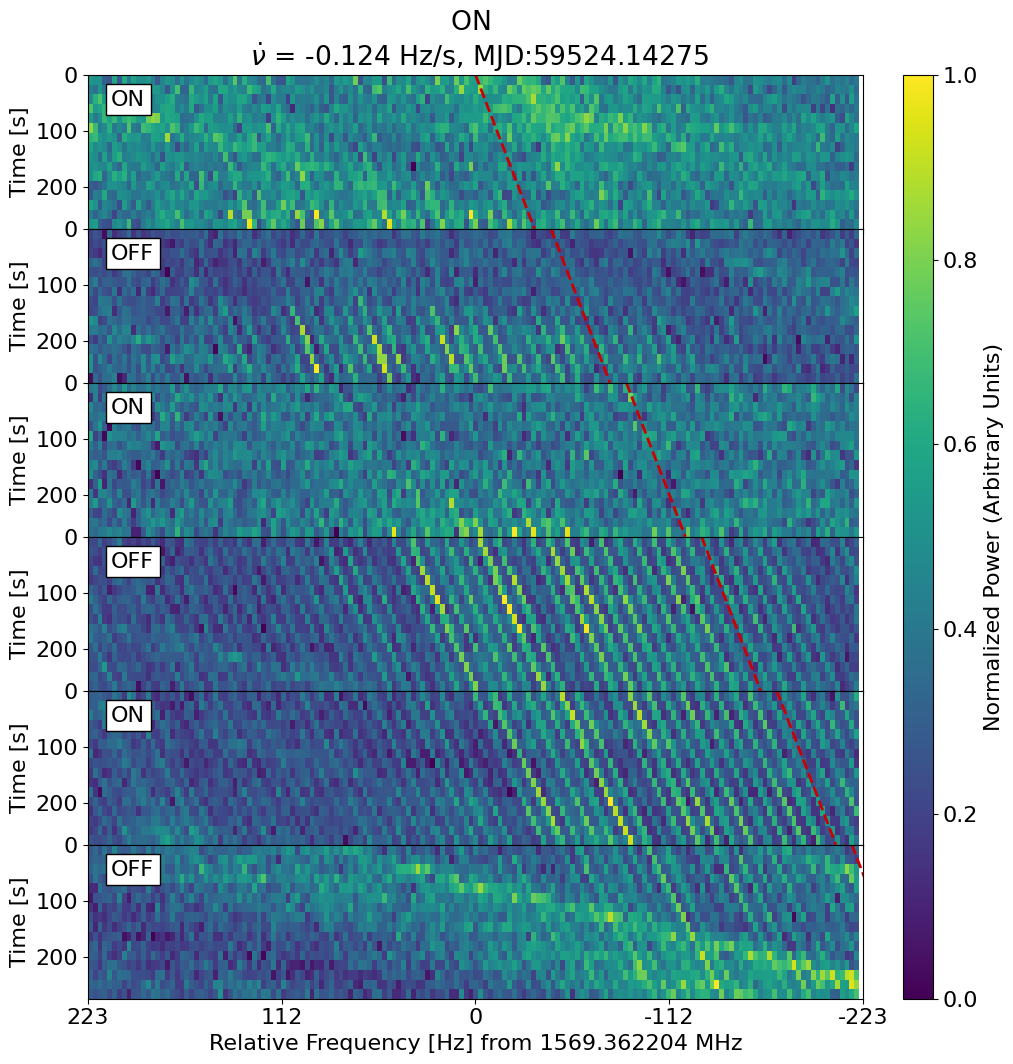 ON
ν̇ = -0.124 Hz/s, MJD:59524.14275
Time [s]
0
100
200
ON
Time [s]
0
100
200
OFF
Time [s]
0
100
200
ON
Time [s]
0
100
200
OFF
Time [s]
0
100
200
ON
Time [s]
0
100
200
OFF
223
112
0
-112
-223
Relative Frequency [Hz] from 1569.362204 MHz
1.0
0.8
0.6
0.4
0.2
0.0
Normalized Power (Arbitrary Units)